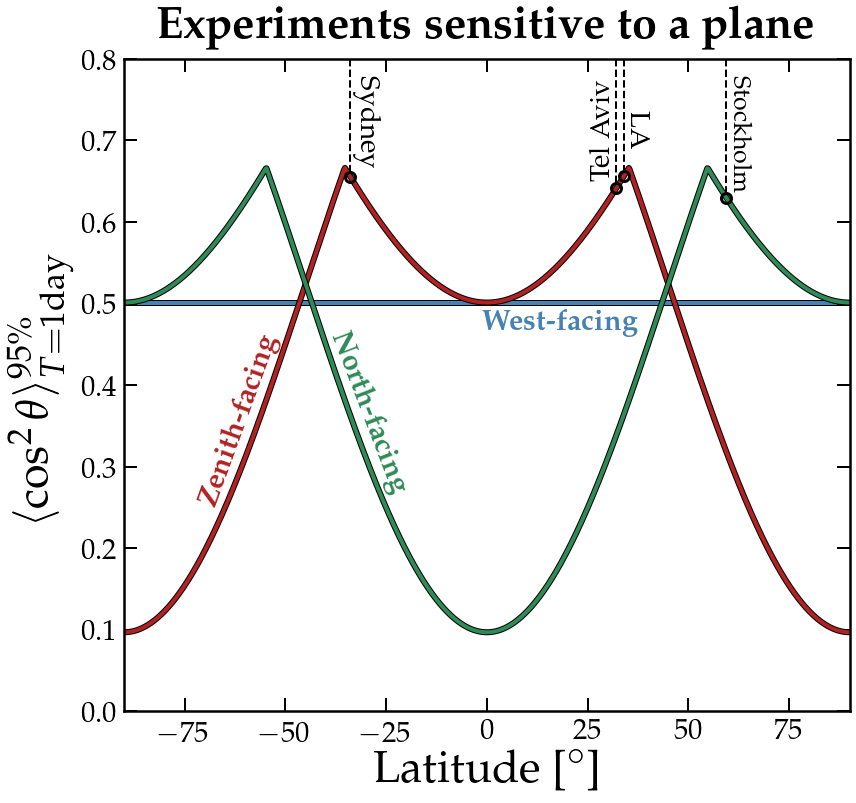 Experiments sensitive to a plane
⟨cos² θ⟩^{95%}_{T=1day}
0.8
0.7
0.6
0.5
0.4
0.3
0.2
0.1
0.0
Sydney
Tel Aviv
LA
Stockholm
West-facing
Zenith-facing
North-facing
−75
−50
−25
0
25
50
75
Latitude [°]